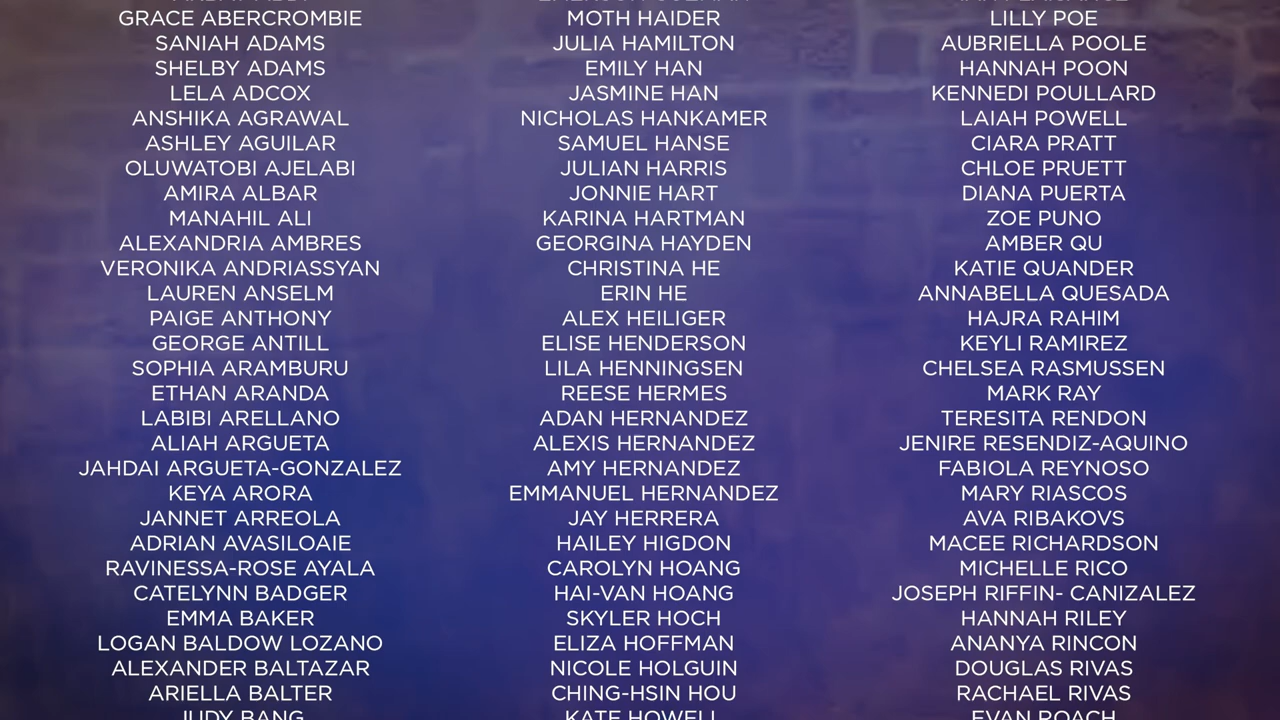 GRACE ABERCROMBIE
SANIAH ADAMS
SHELBY ADAMS
LELA ADCOX
ANSHIKA AGRAWAL
ASHLEY AGUILAR
OLUWATOBI AJELABI
AMIRA ALBAR
MANAHIL ALI
ALEXANDRIA AMBRES
VERONIKA ANDRIASSYAN
LAUREN ANSELM
PAIGE ANTHONY
GEORGE ANTILL
SOPHIA ARAMBURU
ETHAN ARANDA
LABIBI ARELLANO
ALIAH ARGUETA
JAHDAI ARGUETA-GONZALEZ
KEYA ARORA
JANNET ARREOLA
ADRIAN AVASILOAIE
RAVINESSA-ROSE AYALA
CATELYNN BADGER
EMMA BAKER
LOGAN BALDOW LOZANO
ALEXANDER BALTAZAR
ARIELLA BALTER
JUDY BANG
MOTH HAIDER
JULIA HAMILTON
EMILY HAN
JASMINE HAN
NICHOLAS HANKAMER
SAMUEL HANSE
JULIAN HARRIS
JONNIE HART
KARINA HARTMAN
GEORGINA HAYDEN
CHRISTINA HE
ERIN HE
ALEX HEILIGER
ELISE HENDERSON
LILA HENNINGSEN
REESE HERMES
ADAN HERNANDEZ
ALEXIS HERNANDEZ
AMY HERNANDEZ
EMMANUEL HERNANDEZ
JAY HERRERA
HAILEY HIGDON
CAROLYN HOANG
HAI-VAN HOANG
SKYLER HOCH
ELIZA HOFFMAN
NICOLE HOLGUIN
CHING-HSIN HOU
KATE HOWELL
LILLY POE
AUBRIELLA POOLE
HANNAH POON
KENNEDI POULLARD
LAIAH POWELL
CIARA PRATT
CHLOE PRUETT
DIANA PUERTA
ZOE PUNO
AMBER QU
KATIE QUANDER
ANNABELLA QUESADA
HAJRA RAHIM
KEYLI RAMIREZ
CHELSEA RASMUSSEN
MARK RAY
TERESITA RENDON
JENIRE RESENDIZ-AQUINO
FABIOLA REYNOSO
MARY RIASCOS
AVA RIBAKOVS
MACEE RICHARDSON
MICHELLE RICO
JOSEPH RIFFIN- CANIZALEZ
HANNAH RILEY
ANANYA RINCON
DOUGLAS RIVAS
RACHAEL RIVAS
EVAN ROACH